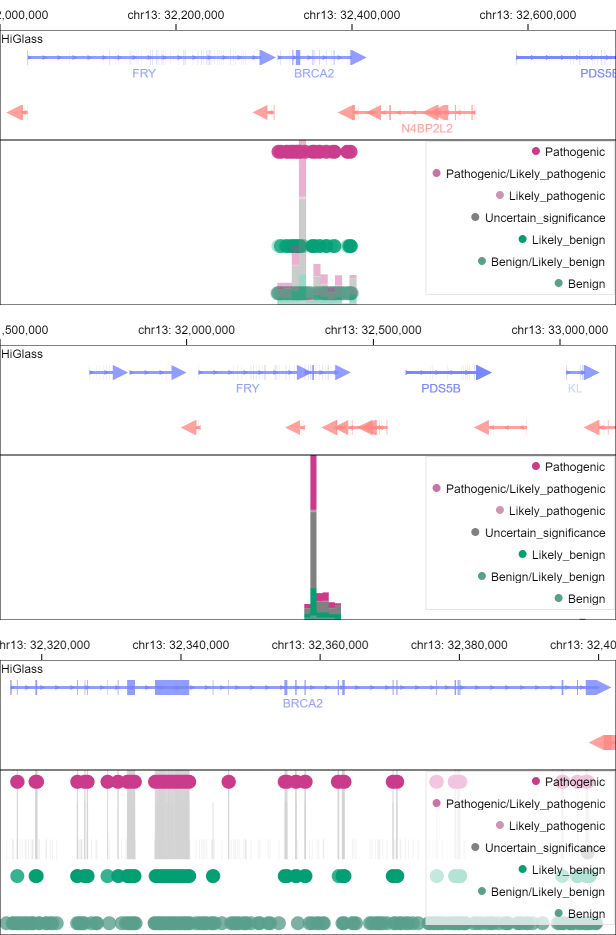 2,000,000 chr13: 32,200,000 chr13: 32,400,000 chr13: 32,600,000
HiGlass
FRY BRCA2 PDS5B
N4BP2L2
Pathogenic
Pathogenic/Likely_pathogenic
Likely_pathogenic
Uncertain_significance
Likely_benign
Benign/Likely_benign
Benign
,500,000 chr13: 32,000,000 chr13: 32,500,000 chr13: 33,000,000
HiGlass
FRY PDS5B KL
Pathogenic
Pathogenic/Likely_pathogenic
Likely_pathogenic
Uncertain_significance
Likely_benign
Benign/Likely_benign
Benign
hr13: 32,320,000 chr13: 32,340,000 chr13: 32,360,000 chr13: 32,380,000 chr13: 32,40
HiGlass
BRCA2
Pathogenic
Pathogenic/Likely_pathogenic
Likely_pathogenic
Uncertain_significance
Likely_benign
Benign/Likely_benign
Benign